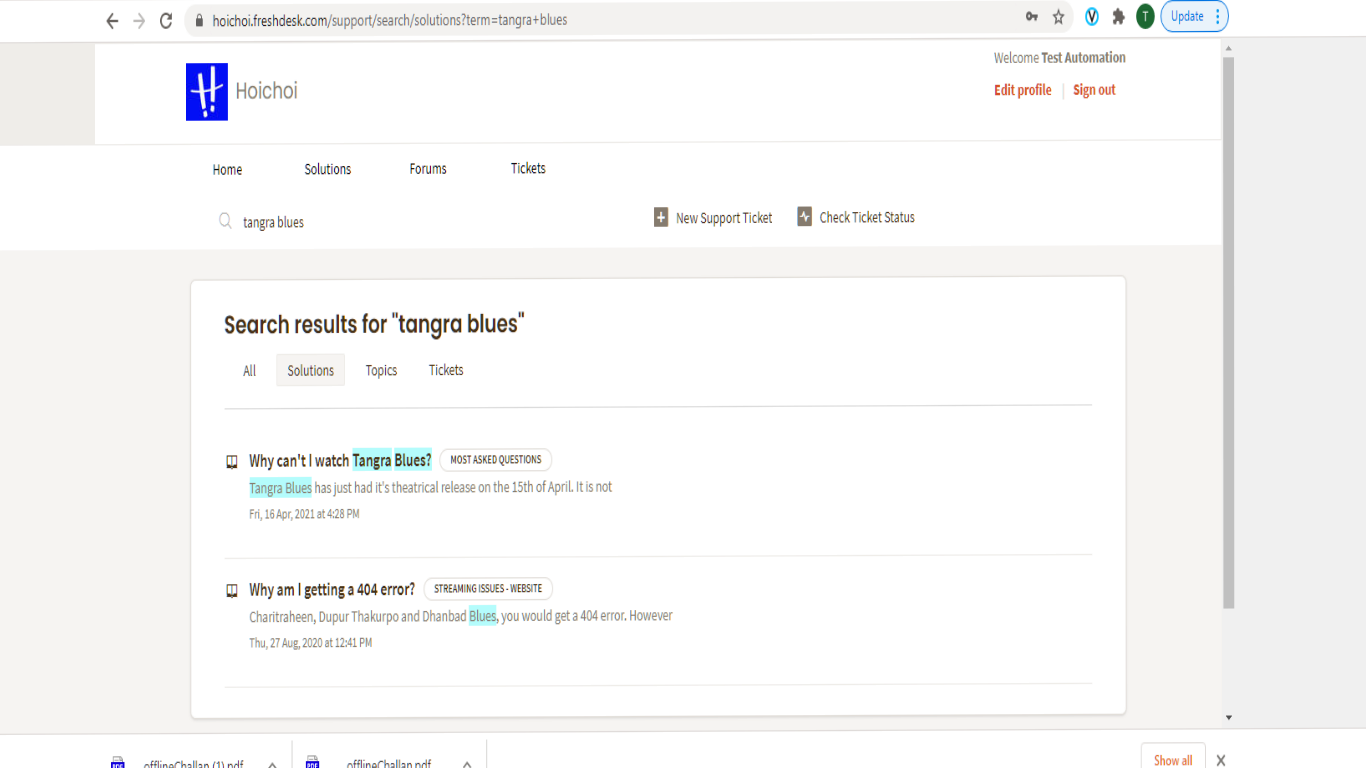 hoichoi.freshdesk.com/support/search/solutions?term=tangra+blues
T
Update
Welcome Test Automation
Hoichoi
Edit profile | Sign out
Home Solutions Forums Tickets
tangra blues
New Support Ticket Check Ticket Status
Search results for "tangra blues"
All Solutions Topics Tickets
Why can't I watch Tangra Blues? MOST ASKED QUESTIONS
Tangra Blues has just had it's theatrical release on the 15th of April. It is not
Fri, 16 Apr, 2021 at 4:28 PM
Why am I getting a 404 error? STREAMING ISSUES - WEBSITE
Charitraheen, Dupur Thakurpo and Dhanbad Blues, you would get a 404 error. However
Thu, 27 Aug, 2020 at 12:41 PM
offlineChallan (1).pdf offlineChallan.pdf Show all